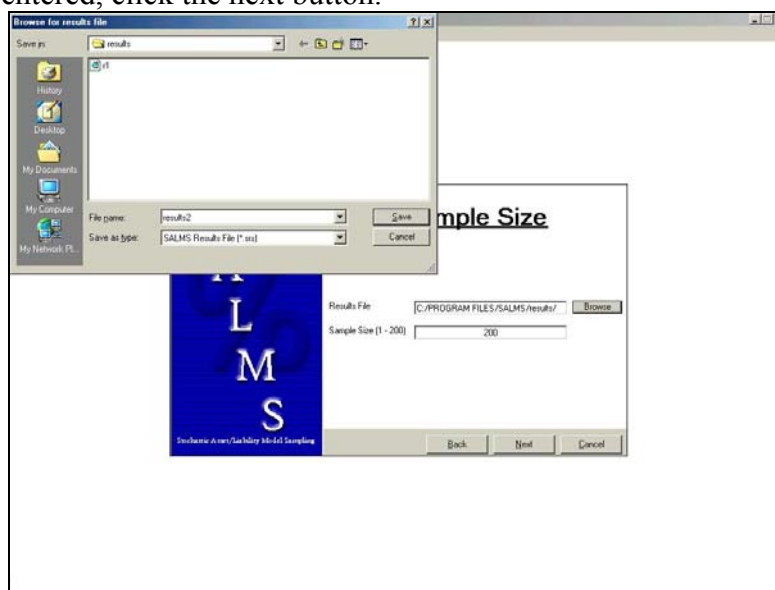 entered, click the next button.
Browse for results file
Save in:
results
r1
History
Desktop
My Documents
My Computer
My Network Pl...
File name:
results2
Save
Save as type:
SALMS Results File (*.srs)
Cancel
mple Size
A
L
M
S
Stochastic Asset/Liability Model Sampling
Results File
C:/PROGRAM FILES/SALMS/results/
Browse
Sample Size (1 - 200)
200
Back
Next
Cancel